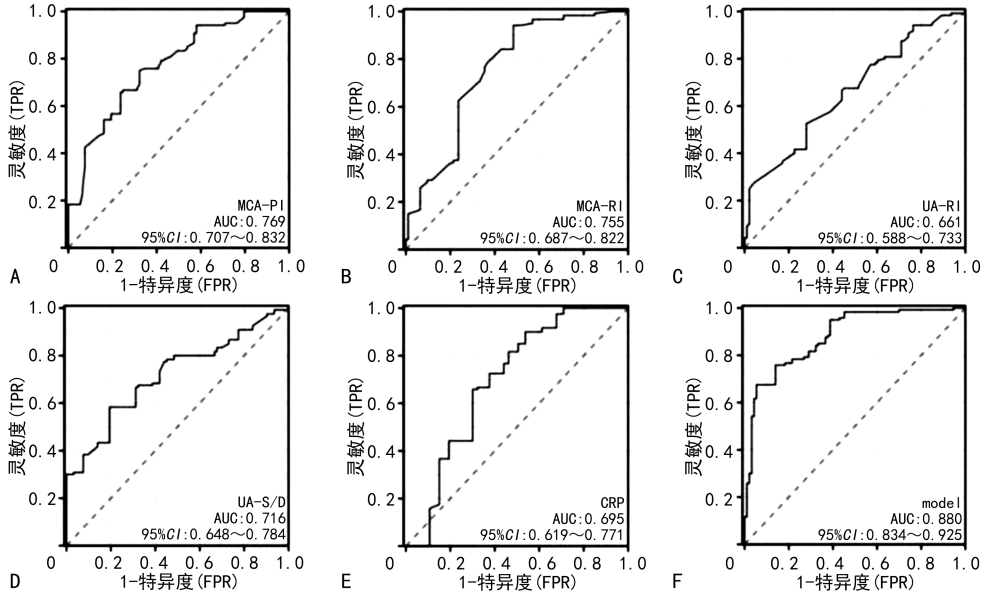 1.0
0.8
0.6
0.4
0.2
灵敏度(TPR)
MCA-PI
AUC:0.769
95%CI:0.707～0.832
0 0.2 0.4 0.6 0.8 1.0
1-特异度(FPR)
A
1.0
0.8
0.6
0.4
0.2
灵敏度(TPR)
MCA-RI
AUC:0.755
95%CI:0.687～0.822
0 0.2 0.4 0.6 0.8 1.0
1-特异度(FPR)
B
1.0
0.8
0.6
0.4
0.2
灵敏度(TPR)
UA-RI
AUC:0.661
95%CI:0.588～0.733
0 0.2 0.4 0.6 0.8 1.0
1-特异度(FPR)
C
1.0
0.8
0.6
0.4
0.2
灵敏度(TPR)
UA-S/D
AUC:0.716
95%CI:0.648～0.784
0 0.2 0.4 0.6 0.8 1.0
1-特异度(FPR)
D
1.0
0.8
0.6
0.4
0.2
灵敏度(TPR)
CRP
AUC:0.695
95%CI:0.619～0.771
0 0.2 0.4 0.6 0.8 1.0
1-特异度(FPR)
E
1.0
0.8
0.6
0.4
0.2
灵敏度(TPR)
model
AUC:0.880
95%CI:0.834～0.925
0 0.2 0.4 0.6 0.8 1.0
1-特异度(FPR)
F